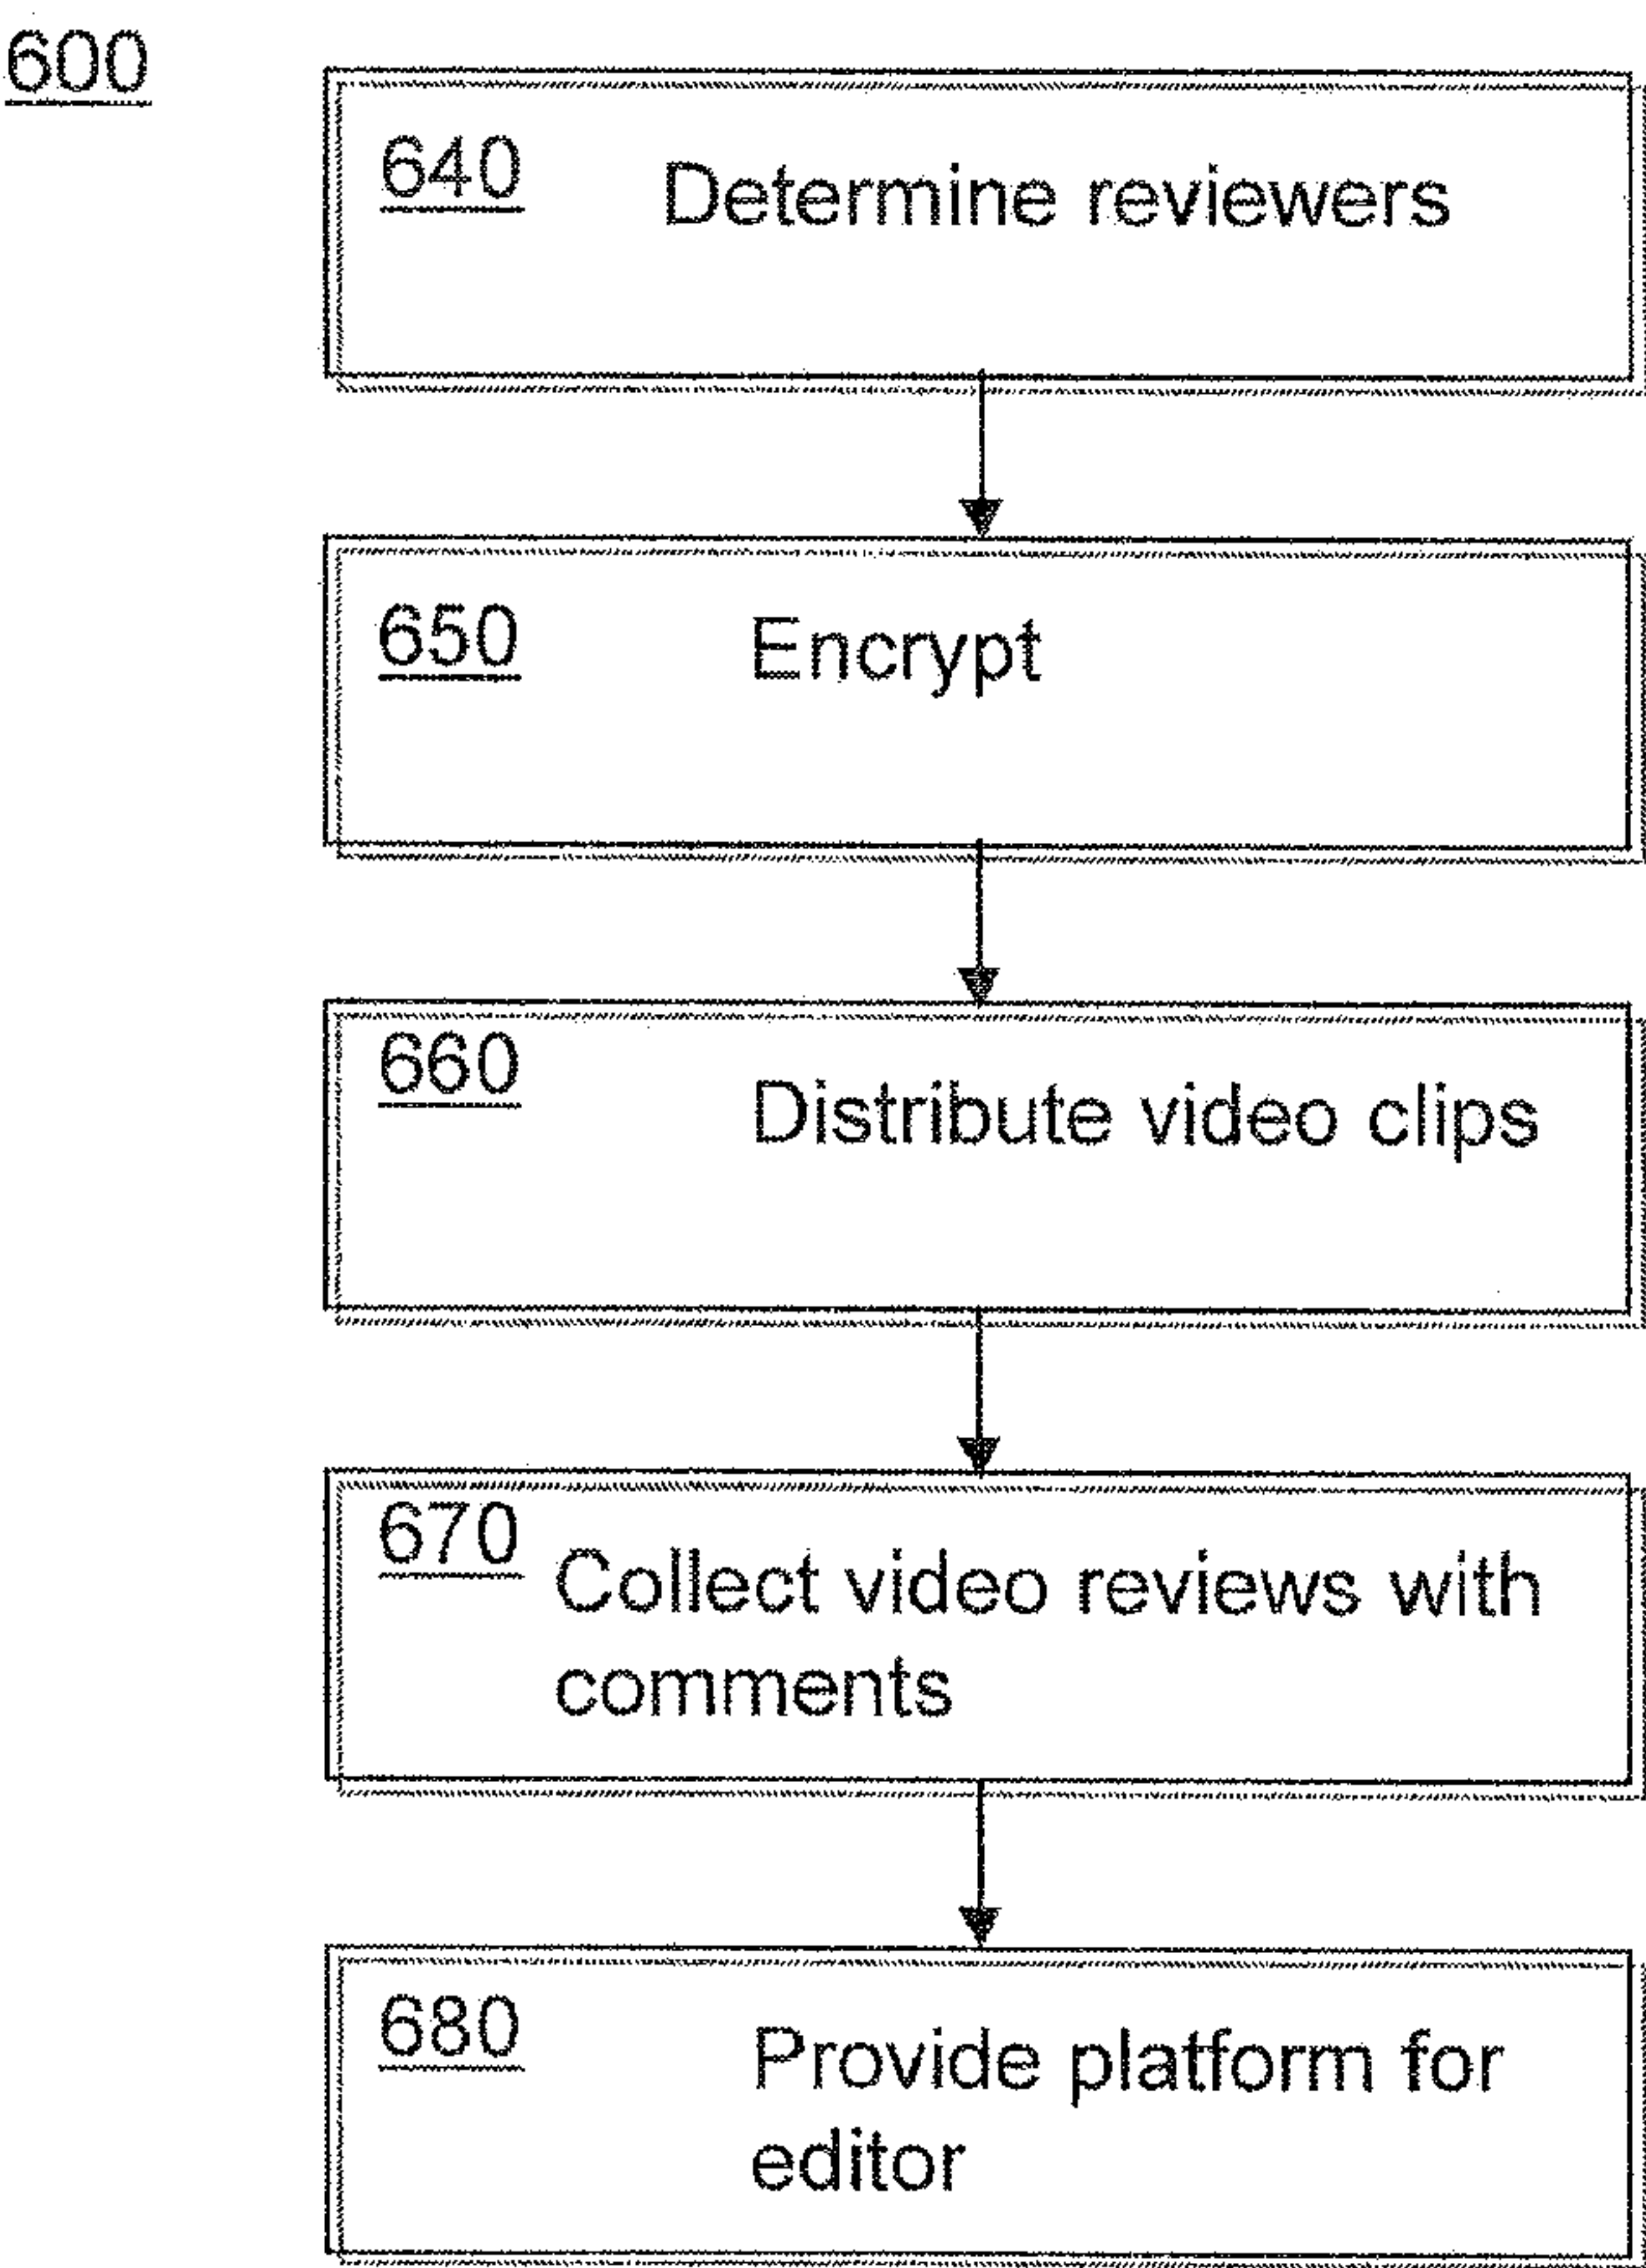 600
640 Determine reviewers
650 Encrypt
660 Distribute video clips
670 Collect video reviews with
comments
680 Provide platform for
editor